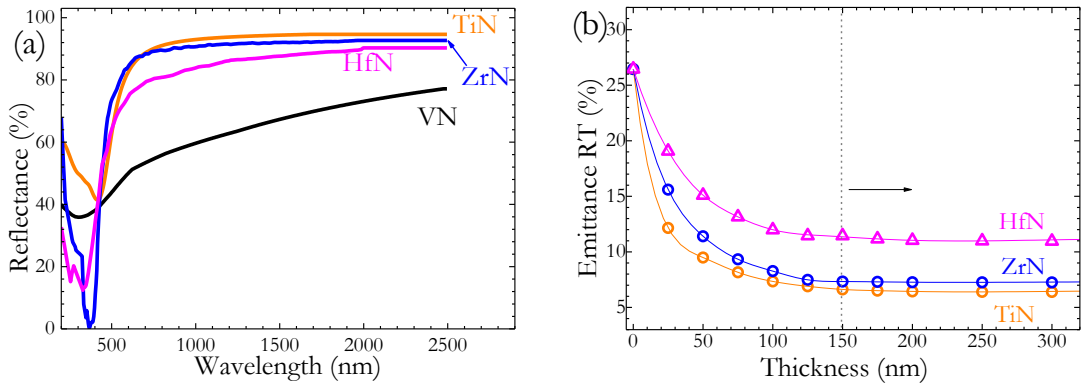 (a)
Reflectance (%)
100
80
60
40
20
0
500
1000
1500
2000
2500
Wavelength (nm)
TiN
HfN
ZrN
VN
(b)
Emittance RT (%)
30
25
20
15
10
5
0
50
100
150
200
250
300
Thickness (nm)
HfN
ZrN
TiN